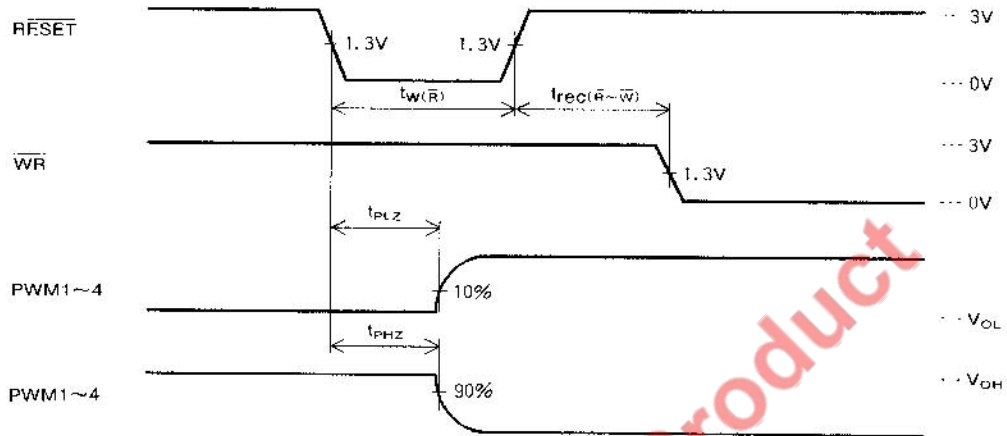 RESET 1.3V 1.3V 3V
0V
tW(R) trec(R~W)
WR 3V
1.3V
0V
tPLZ
PWM1~4 10%
VOL
tPHZ
PWM1~4 90% VOH
roduct